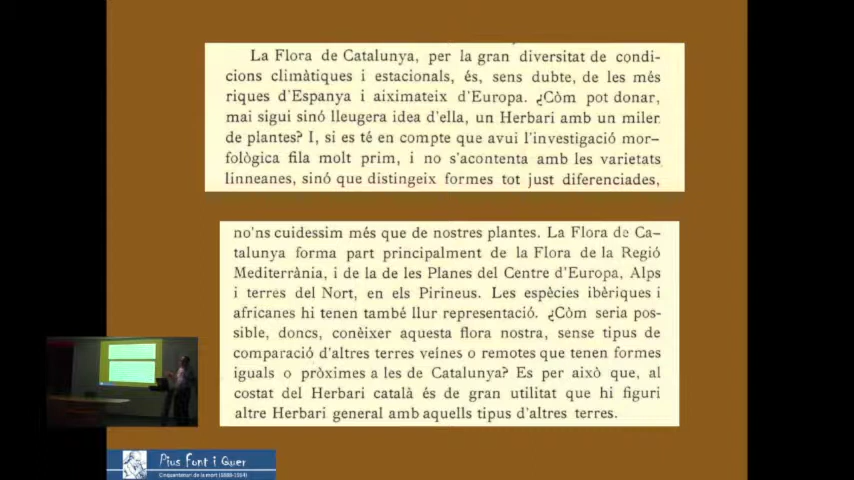 La Flora de Catalunya, per la gran diversitat de condi-
cions climàtiques i estacionals, és, sens dubte, de les més
riques d'Espanya i aiximateix d'Europa. ¿Còm pot donar,
mai sigui sinó lleugera idea d'ella, un Herbari amb un miler
de plantes? I, si es té en compte que avui l'investigació mor-
fològica fila molt prim, i no s'acontenta amb les varietats
linneanes, sinó que distingeix formes tot just diferenciades,
no'ns cuidessim més que de nostres plantes. La Flora de Ca-
talunya forma part principalment de la Flora de la Regió
Mediterrània, i de la de les Planes del Centre d'Europa, Alps
i terres del Nort, en els Pirineus. Les espècies ibèriques i
africanes hi tenen també llur representació. ¿Còm seria pos-
sible, doncs, conèixer aquesta flora nostra, sense tipus de
comparació d'altres terres veïnes o remotes que tenen formes
iguals o pròximes a les de Catalunya? Es per això que, al
costat del Herbari català és de gran utilitat que hi figuri
altre Herbari general amb aquells tipus d'altres terres.
Pius Font i Quer
Cinquantenari de la mort (1888-1964)